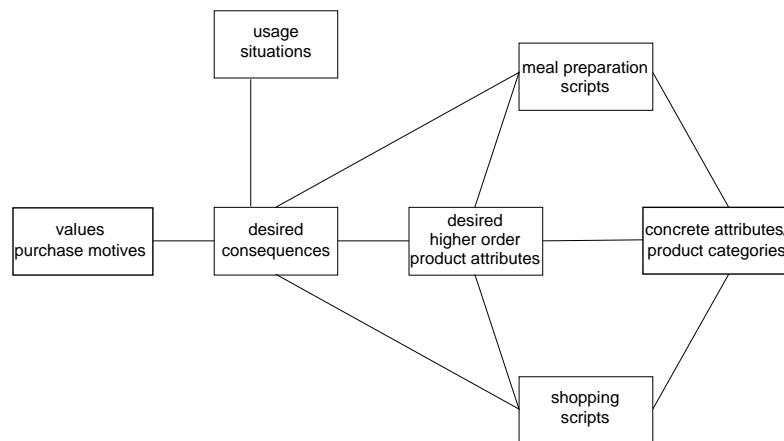 usage
situations
meal preparation
scripts
values
purchase motives
desired
consequences
desired
higher order
product attributes
concrete attributes/
product categories
shopping
scripts